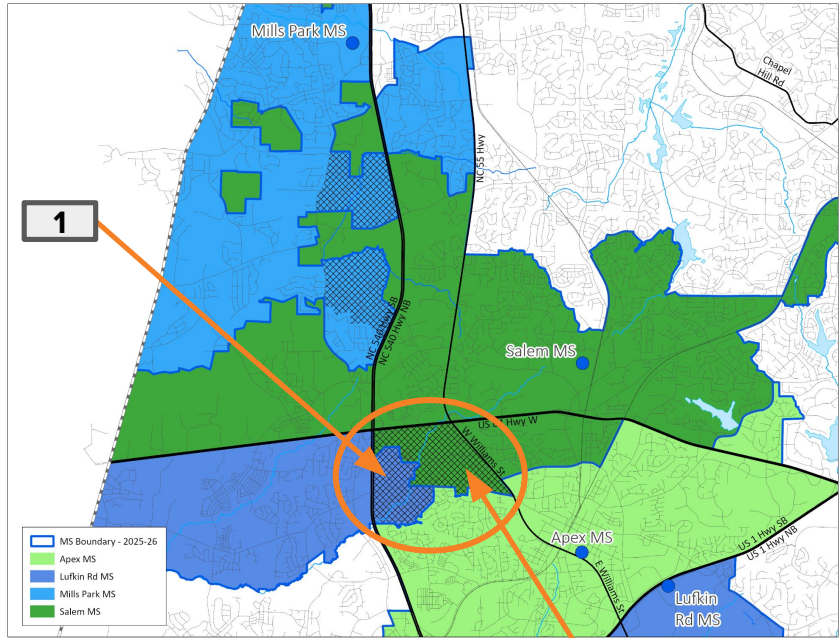 Mills Park MS
Chapel
Hill Rd
NC 55 Hwy
1
NC 540 Hwy SB
NC 540 Hwy NB
Salem MS
US 64 Hwy W
W Williams St
MS Boundary - 2025-26
Apex MS
Lufkin Rd MS
Mills Park MS
Salem MS
Apex MS
US 1 Hwy SB
US 1 Hwy NB
E Williams St
Lufkin
Rd MS